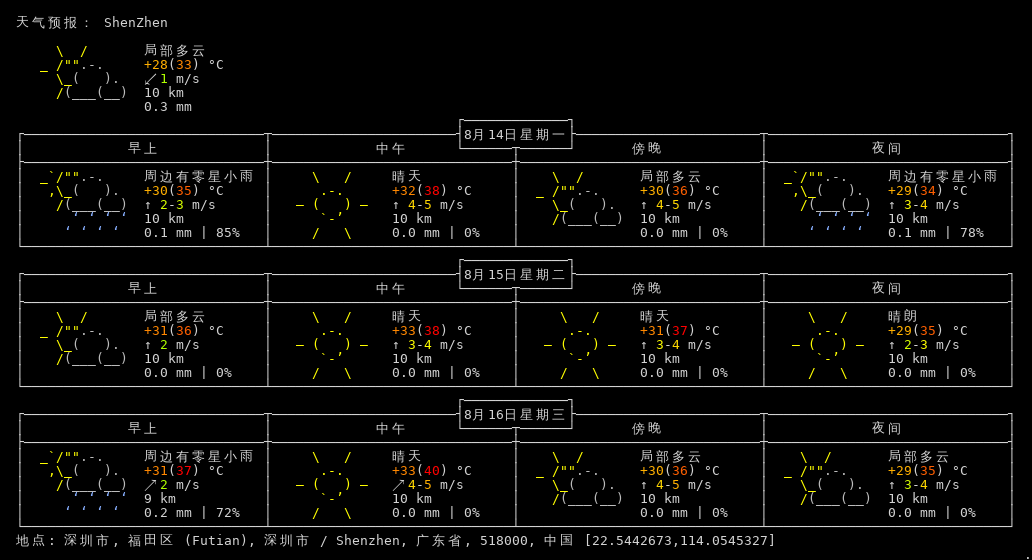 天气预报： ShenZhen
局部多云
+28(33) °C
↙ 1 m/s
10 km
0.3 mm
8月14日星期一
早上 中午 傍晚 夜间
周边有零星小雨 晴天 局部多云 周边有零星小雨
+30(35) °C +32(38) °C +30(36) °C +29(34) °C
↑ 2-3 m/s ↑ 4-5 m/s ↑ 4-5 m/s ↑ 3-4 m/s
10 km 10 km 10 km 10 km
0.1 mm | 85% 0.0 mm | 0% 0.0 mm | 0% 0.1 mm | 78%
8月15日星期二
早上 中午 傍晚 夜间
局部多云 晴天 晴天 晴朗
+31(36) °C +33(38) °C +31(37) °C +29(35) °C
↑ 2 m/s ↑ 3-4 m/s ↑ 3-4 m/s ↑ 2-3 m/s
10 km 10 km 10 km 10 km
0.0 mm | 0% 0.0 mm | 0% 0.0 mm | 0% 0.0 mm | 0%
8月16日星期三
早上 中午 傍晚 夜间
周边有零星小雨 晴天 局部多云 局部多云
+31(37) °C +33(40) °C +30(36) °C +29(35) °C
↗ 2 m/s ↗ 4-5 m/s ↑ 4-5 m/s ↑ 3-4 m/s
9 km 10 km 10 km 10 km
0.2 mm | 72% 0.0 mm | 0% 0.0 mm | 0% 0.0 mm | 0%
地点: 深圳市, 福田区 (Futian), 深圳市 / Shenzhen, 广东省, 518000, 中国 [22.5442673,114.0545327]